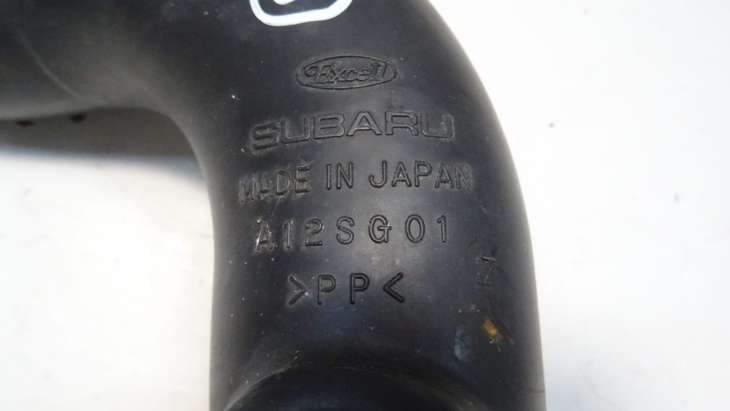 Excell
SUBARU
MADE IN JAPAN
A12SG01
>PP<